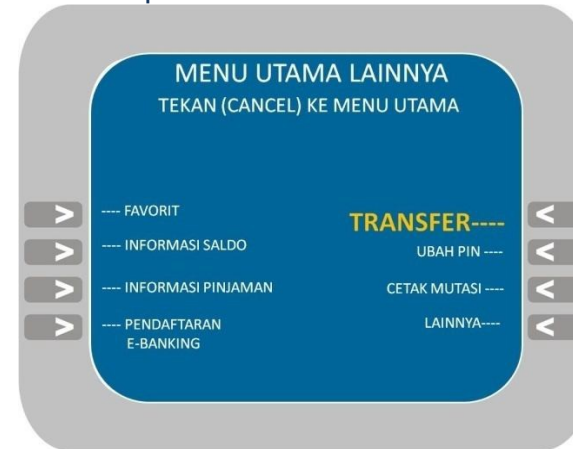 MENU UTAMA LAINNYA
TEKAN (CANCEL) KE MENU UTAMA
---- FAVORIT
---- INFORMASI SALDO
---- INFORMASI PINJAMAN
---- PENDAFTARAN
E-BANKING
TRANSFER----
UBAH PIN ----
CETAK MUTASI ----
LAINNYA----